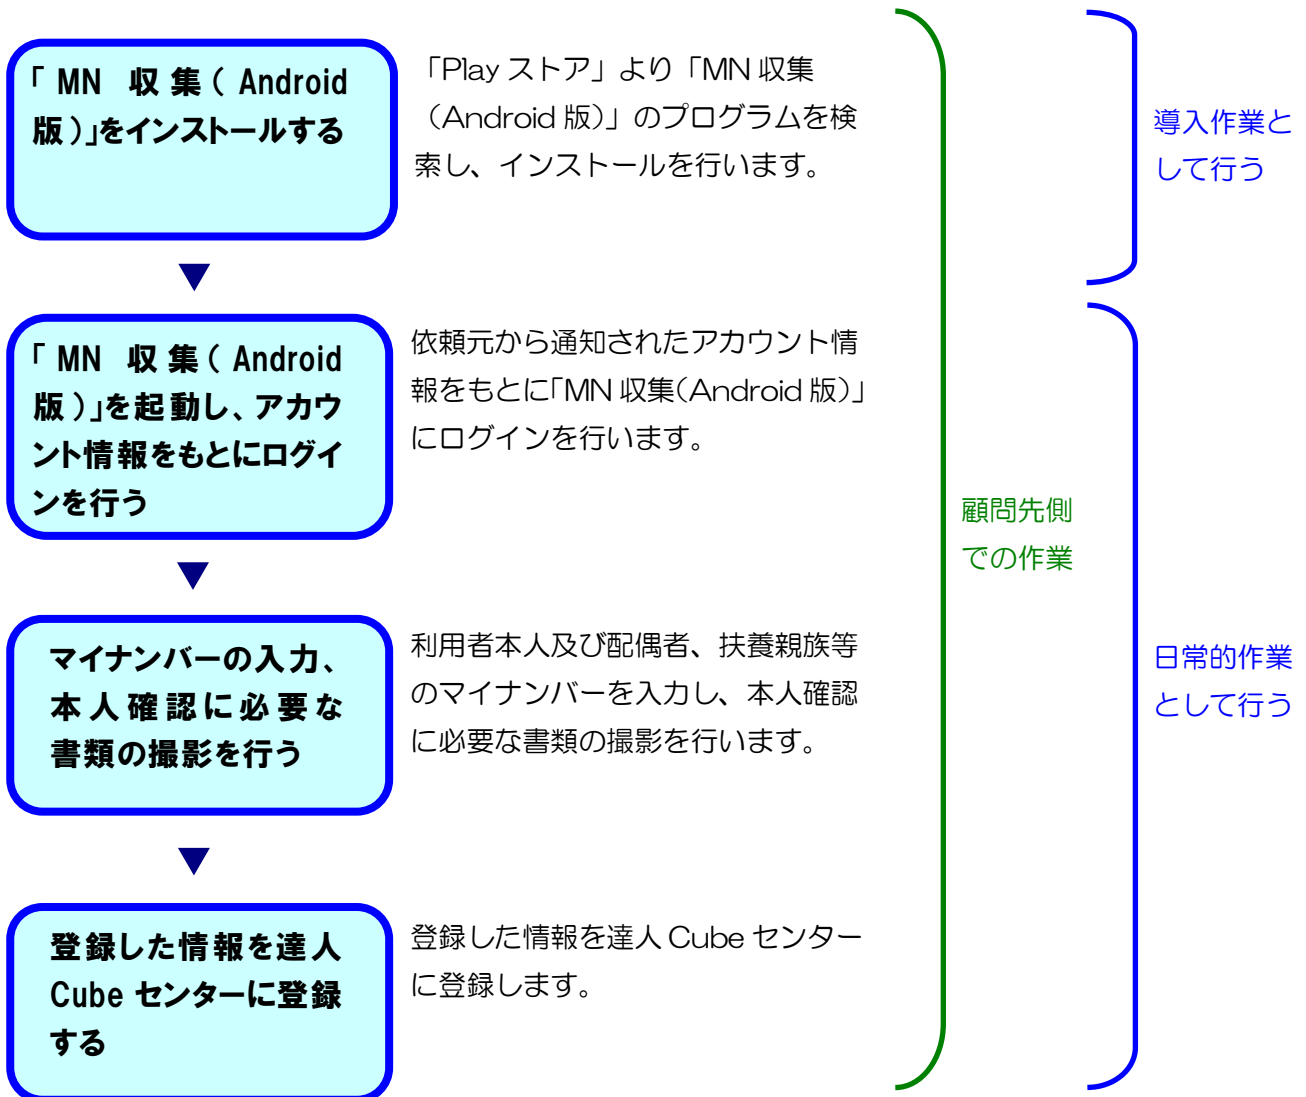 「MN 収集(Android
版)」をインストールする
「Play ストア」より「MN 収集
（Android 版）」のプログラムを検
索し、インストールを行います。
導入作業と
して行う
「MN 収集(Android
版)」を起動し、アカウ
ント情報をもとにログイ
ンを行う
依頼元から通知されたアカウント情
報をもとに「MN 収集（Android 版）」
にログインを行います。
顧問先側
での作業
マイナンバーの入力、
本人確認に必要な
書類の撮影を行う
利用者本人及び配偶者、扶養親族等
のマイナンバーを入力し、本人確認
に必要な書類の撮影を行います。
日常的作業
として行う
登録した情報を達人
Cube センターに登録
する
登録した情報を達人 Cube センター
に登録します。